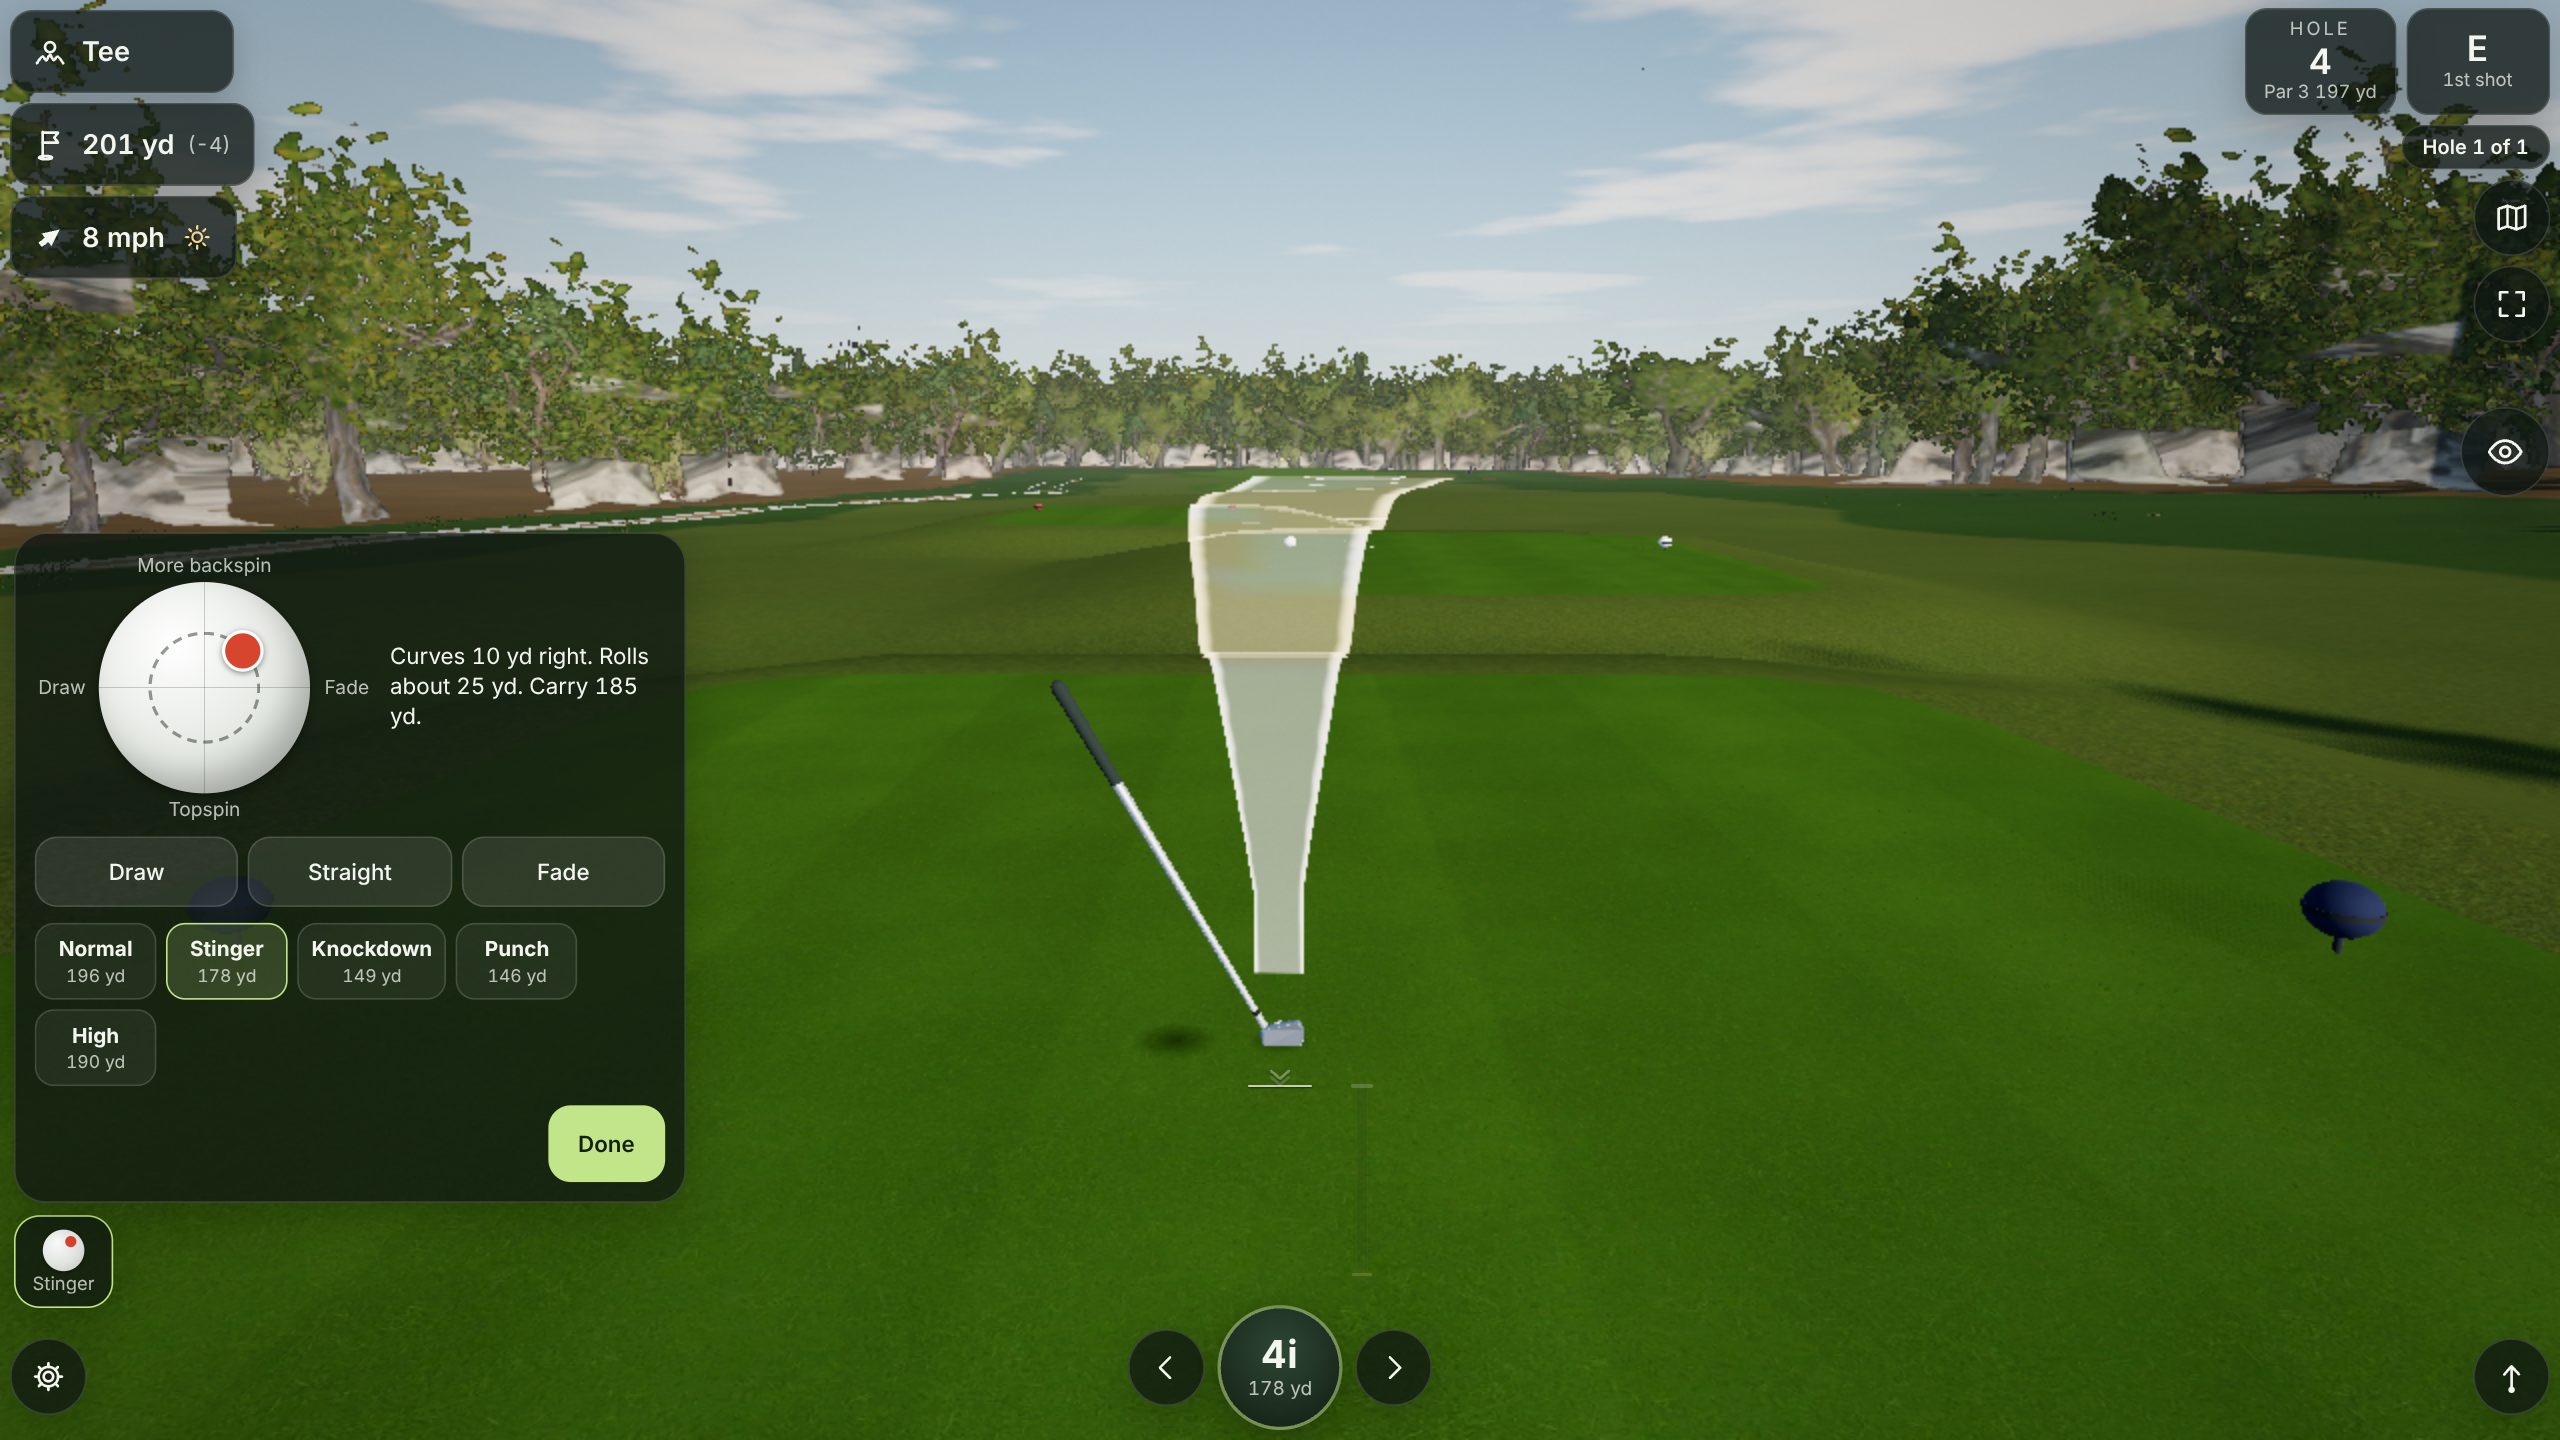 Tee
201 yd (-4)
8 mph
HOLE
4
Par 3 197 yd
E
1st shot
Hole 1 of 1
More backspin
Draw
Fade
Topspin
Curves 10 yd right. Rolls
about 25 yd. Carry 185
yd.
Draw
Straight
Fade
Normal
196 yd
Stinger
178 yd
Knockdown
149 yd
Punch
146 yd
High
190 yd
Done
Stinger
4i
178 yd